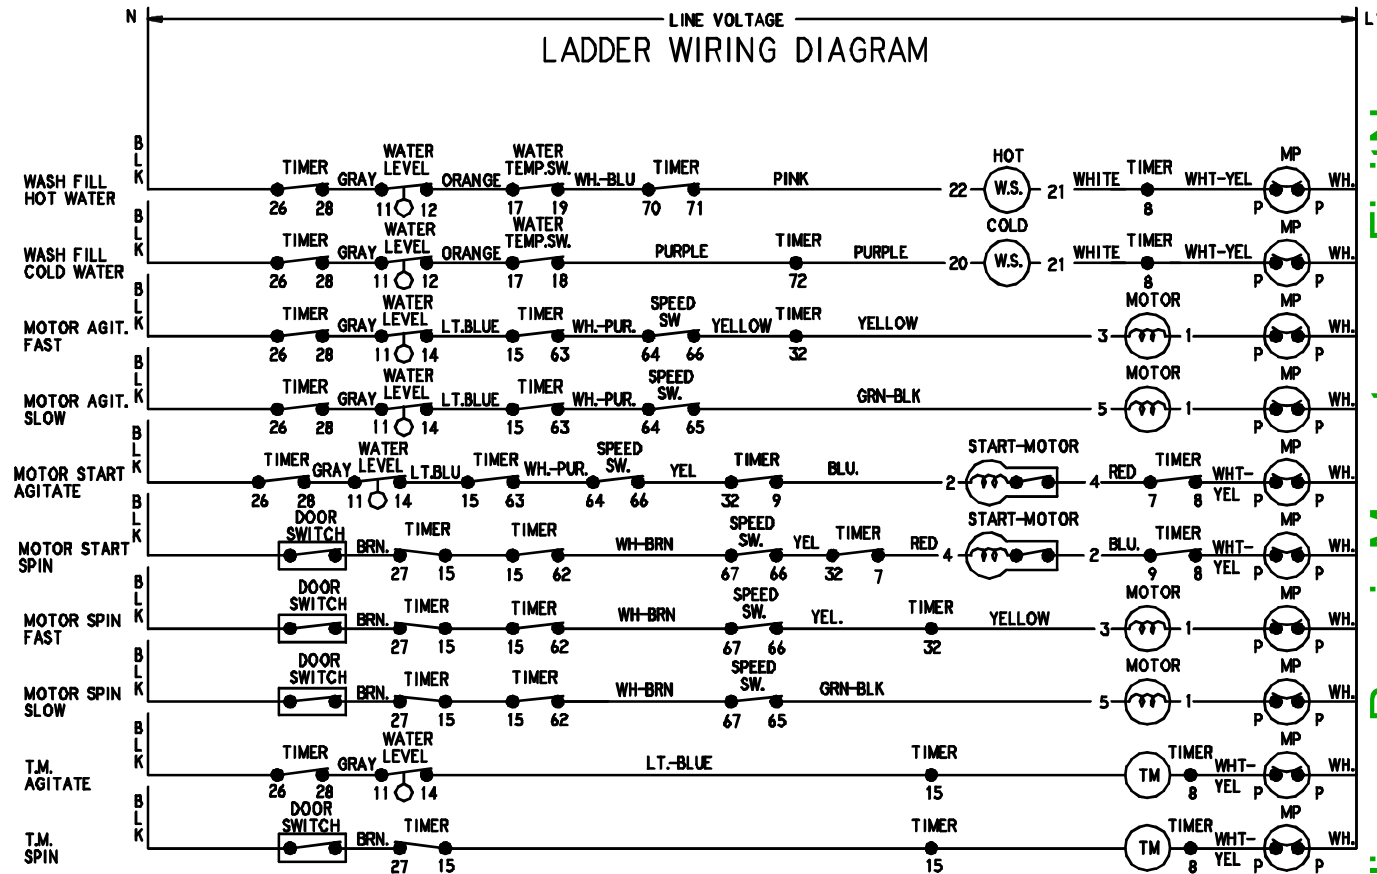 N LINE VOLTAGE L
LADDER WIRING DIAGRAM
WASH FILL
HOT WATER
BLK TIMER GRAY WATER LEVEL ORANGE WATER TEMP.SW. WH.-BLU TIMER PINK HOT W.S. WHITE TIMER WHT-YEL MP WH.
26 28 11 12 17 19 70 71 22 21 8 P P
WASH FILL
COLD WATER
BLK TIMER GRAY WATER LEVEL ORANGE WATER TEMP.SW. PURPLE TIMER PURPLE COLD W.S. WHITE TIMER WHT-YEL MP WH.
26 28 11 12 17 18 72 20 21 8 P P
MOTOR AGIT.
FAST
BLK TIMER GRAY WATER LEVEL LT.BLUE TIMER WH.-PUR. SPEED SW YELLOW TIMER YELLOW MOTOR MP WH.
26 28 11 14 15 63 64 66 32 3 1 P P
MOTOR AGIT.
SLOW
BLK TIMER GRAY WATER LEVEL LT.BLUE TIMER WH.-PUR. SPEED SW. GRN-BLK MOTOR MP WH.
26 28 11 14 15 63 64 65 5 1 P P
MOTOR START
AGITATE
BLK TIMER GRAY WATER LEVEL LT.BLU TIMER WH.-PUR. SPEED SW. YEL TIMER BLU. START-MOTOR RED TIMER WHT-YEL MP WH.
26 28 11 14 15 63 64 66 32 9 2 4 7 8 P P
MOTOR START
SPIN
BLK DOOR SWITCH BRN. TIMER TIMER WH-BRN SPEED SW. YEL TIMER RED START-MOTOR BLU. TIMER WHT-YEL MP WH.
27 15 15 62 67 66 32 7 4 2 9 8 P P
MOTOR SPIN
FAST
BLK DOOR SWITCH BRN. TIMER TIMER WH-BRN SPEED SW. YEL. TIMER YELLOW MOTOR MP WH.
27 15 15 62 67 66 32 3 1 P P
MOTOR SPIN
SLOW
BLK DOOR SWITCH BRN. TIMER TIMER WH-BRN SPEED SW. GRN-BLK MOTOR MP WH.
27 15 15 62 67 65 5 1 P P
T.M.
AGITATE
BLK TIMER GRAY WATER LEVEL LT.-BLUE TIMER TM TIMER WHT-YEL MP WH.
26 28 11 14 15 8 P P
T.M.
SPIN
BLK DOOR SWITCH BRN. TIMER TIMER TM TIMER WHT-YEL MP WH.
27 15 15 8 P P